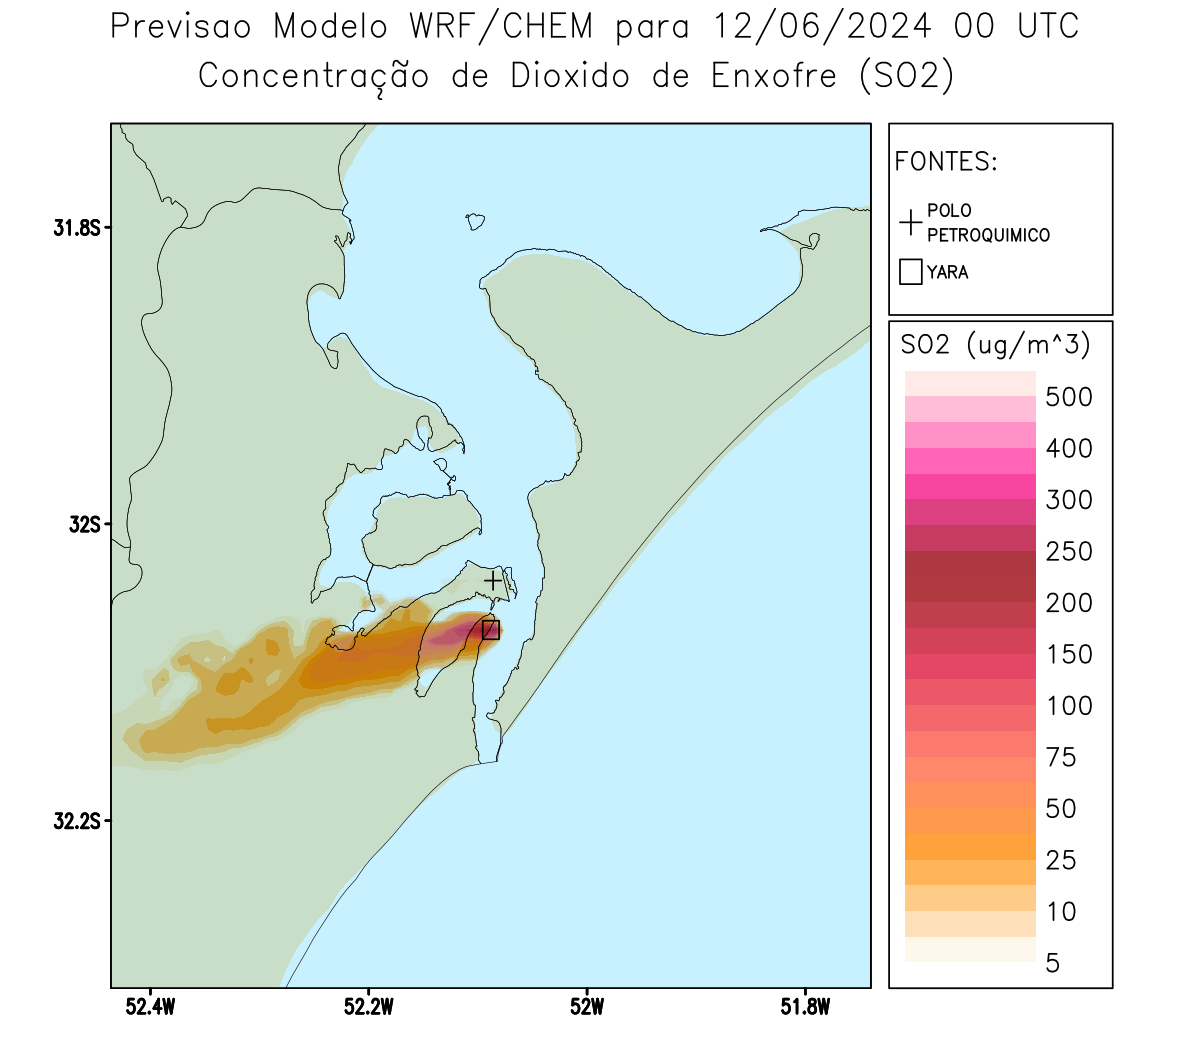 Previsao Modelo WRF/CHEM para 12/06/2024 00 UTC
Concentração de Dioxido de Enxofre (SO2)
FONTES:
POLO
PETROQUIMICO
YARA
31.8S
32S
32.2S
52.4W
52.2W
52W
51.8W
SO2 (ug/m^3)
500
400
300
250
200
150
100
75
50
25
10
5